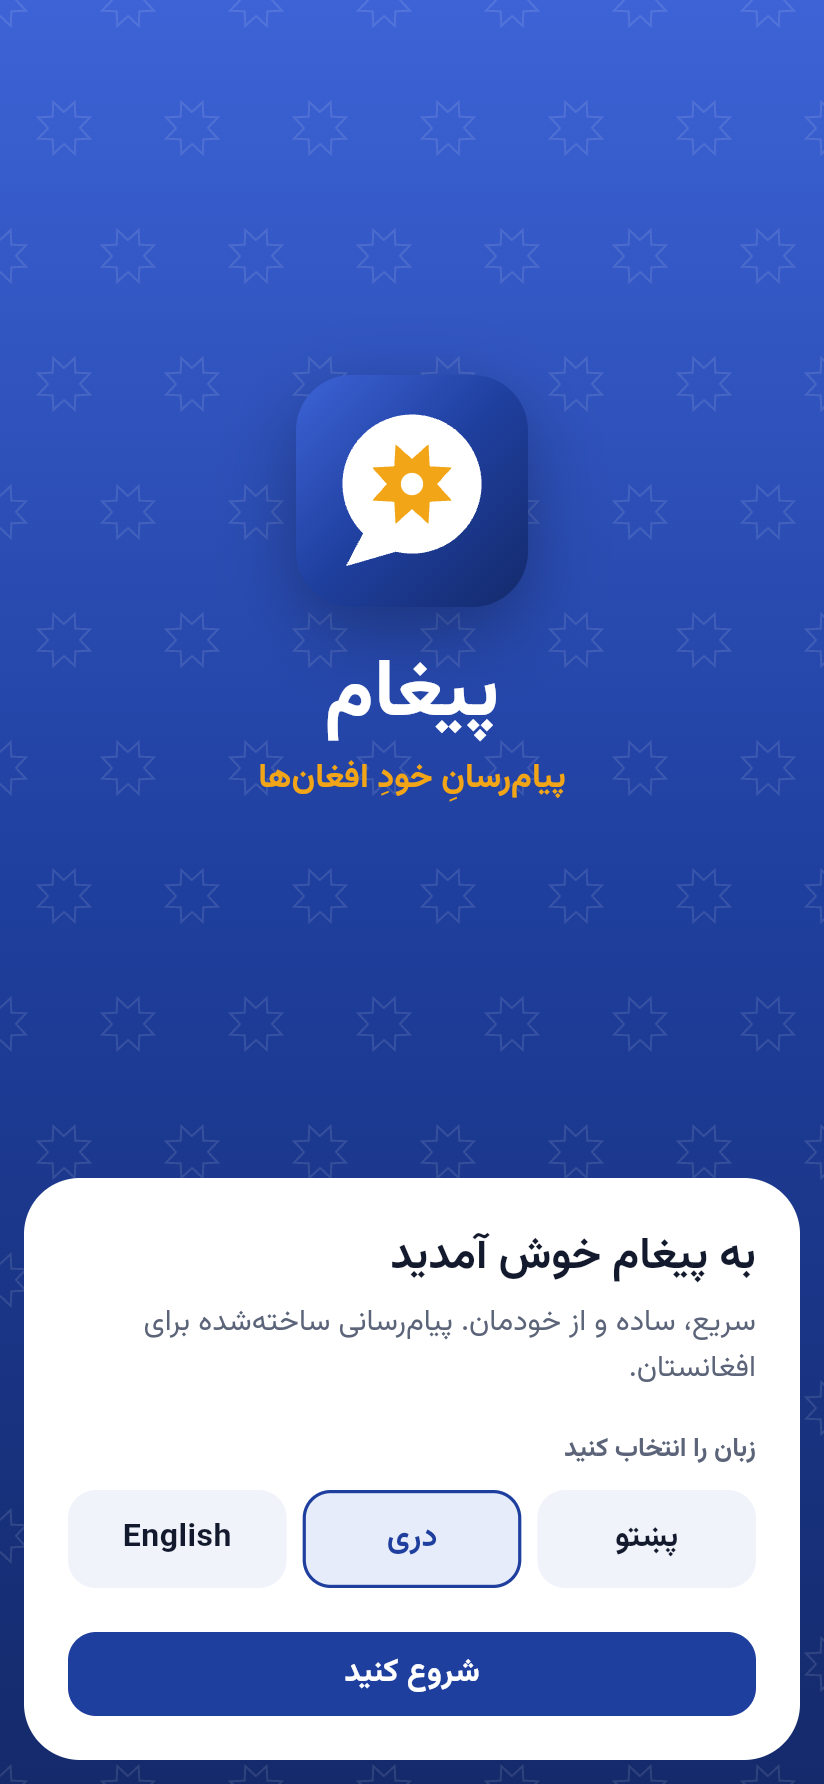 پیغام
پیام‌رسانِ خودِ افغان‌ها
به پیغام خوش آمدید
سریع، ساده و از خودمان. پیام‌رسانی ساخته‌شده برای
افغانستان.
زبان را انتخاب کنید
پښتو
دری
English
شروع کنید